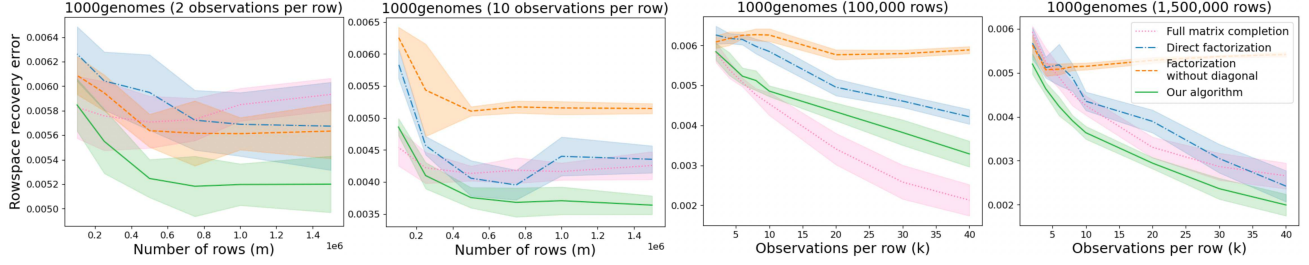 1000genomes (2 observations per row)
Rowspace recovery error
0.0064
0.0062
0.0060
0.0058
0.0056
0.0054
0.0052
0.0050
0.2 0.4 0.6 0.8 1.0 1.2 1.4
1e6
Number of rows (m)
1000genomes (10 observations per row)
0.0065
0.0060
0.0055
0.0050
0.0045
0.0040
0.0035
0.2 0.4 0.6 0.8 1.0 1.2 1.4
1e6
Number of rows (m)
1000genomes (100,000 rows)
0.006
0.005
0.004
0.003
0.002
5 10 15 20 25 30 35 40
Observations per row (k)
1000genomes (1,500,000 rows)
Full matrix completion
Direct factorization
Factorization
without diagonal
Our algorithm
0.006
0.005
0.004
0.003
0.002
5 10 15 20 25 30 35 40
Observations per row (k)